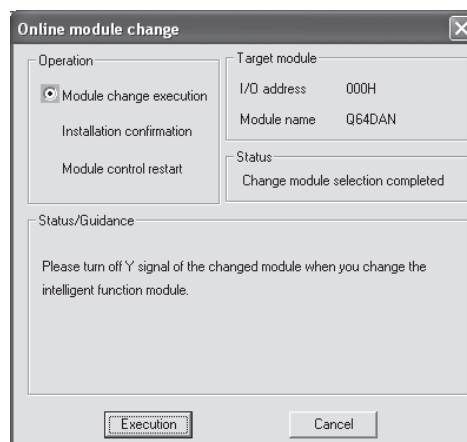 Online module change
Operation
Module change execution
Installation confirmation
Module control restart
Target module
I/O address 000H
Module name Q64DAN
Status
Change module selection completed
Status/Guidance
Please turn off Y signal of the changed module when you change the
intelligent function module.
Execution
Cancel